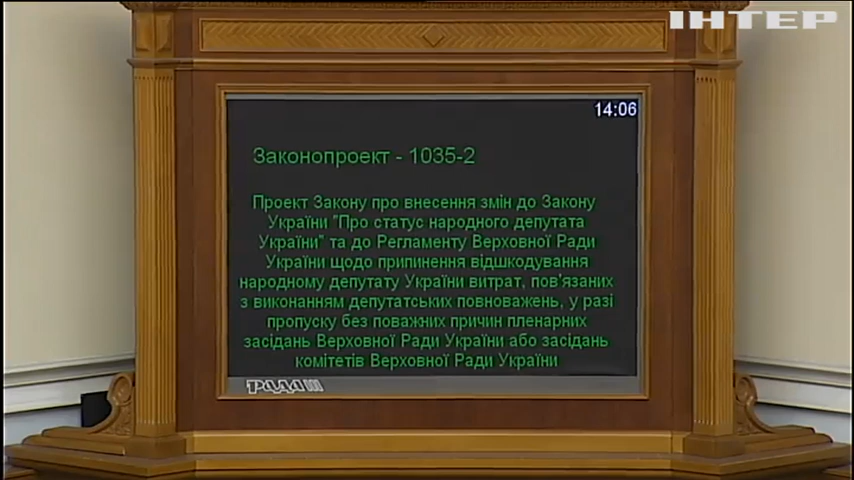 ІНТЕР
14:06
Законопроект - 1035-2
Проект Закону про внесення змін до Закону
України "Про статус народного депутата
України" та до Регламенту Верховної Ради
України щодо припинення відшкодування
народному депутату України витрат, пов'язаних
з виконанням депутатських повноважень, у разі
пропуску без поважних причин пленарних
засідань Верховної Ради України або засідань
комітетів Верховної Ради України
РАДА